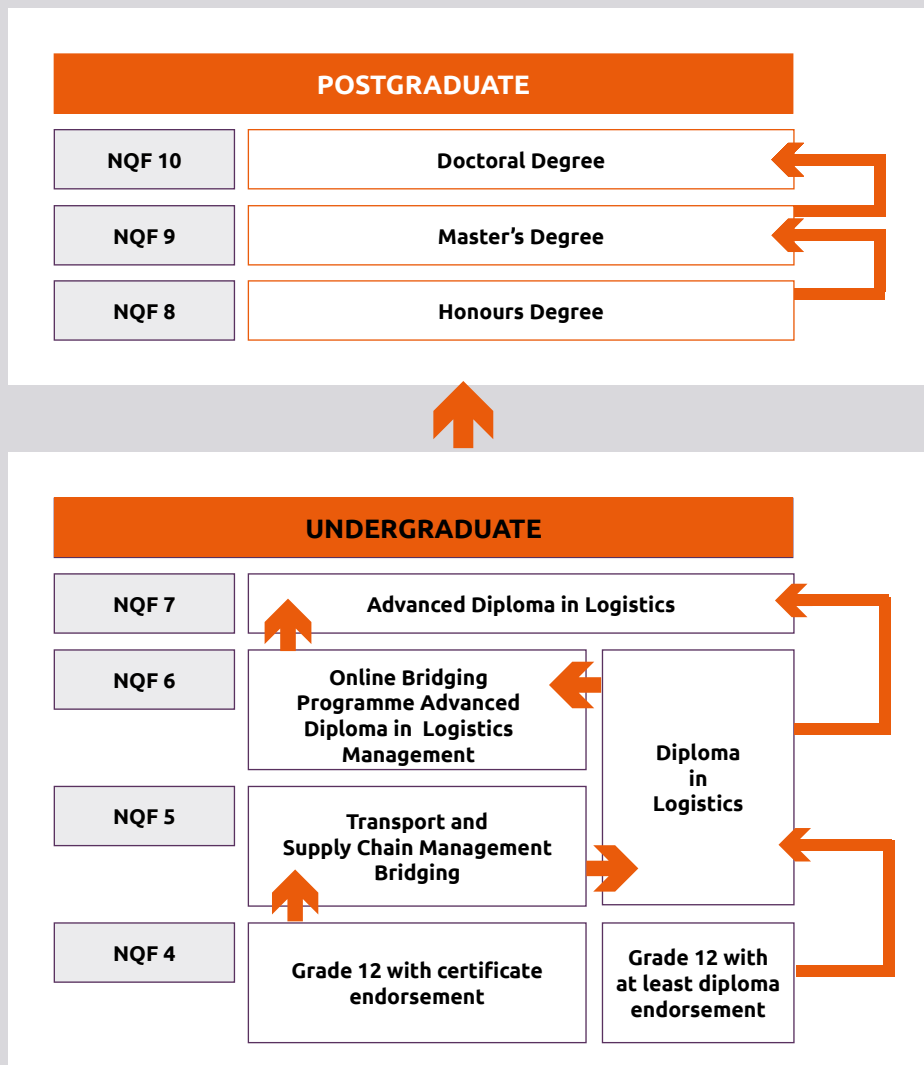 POSTGRADUATE
NQF 10
Doctoral Degree
NQF 9
Master's Degree
NQF 8
Honours Degree
UNDERGRADUATE
NQF 7
Advanced Diploma in Logistics
NQF 6
Online Bridging
Programme Advanced
Diploma in Logistics
Management
Diploma
in
Logistics
NQF 5
Transport and
Supply Chain Management
Bridging
NQF 4
Grade 12 with certificate
endorsement
Grade 12 with
at least diploma
endorsement